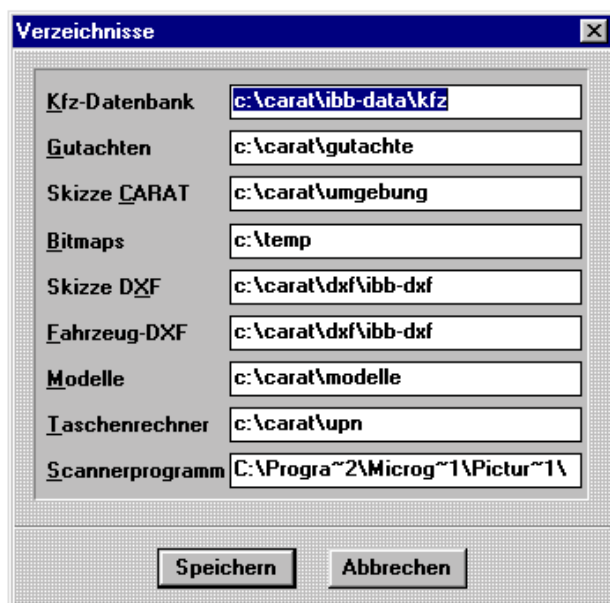 Verzeichnisse
Kfz-Datenbank c:\carat\ibb-data\kfz
Gutachten c:\carat\gutachte
Skizze CARAT c:\carat\umgebung
Bitmaps c:\temp
Skizze DXF c:\carat\dxf\ibb-dxf
Fahrzeug-DXF c:\carat\dxf\ibb-dxf
Modelle c:\carat\modelle
Taschenrechner c:\carat\upn
Scannerprogramm C:\Progra~2\Microg~1\Pictur~1\
Speichern Abbrechen